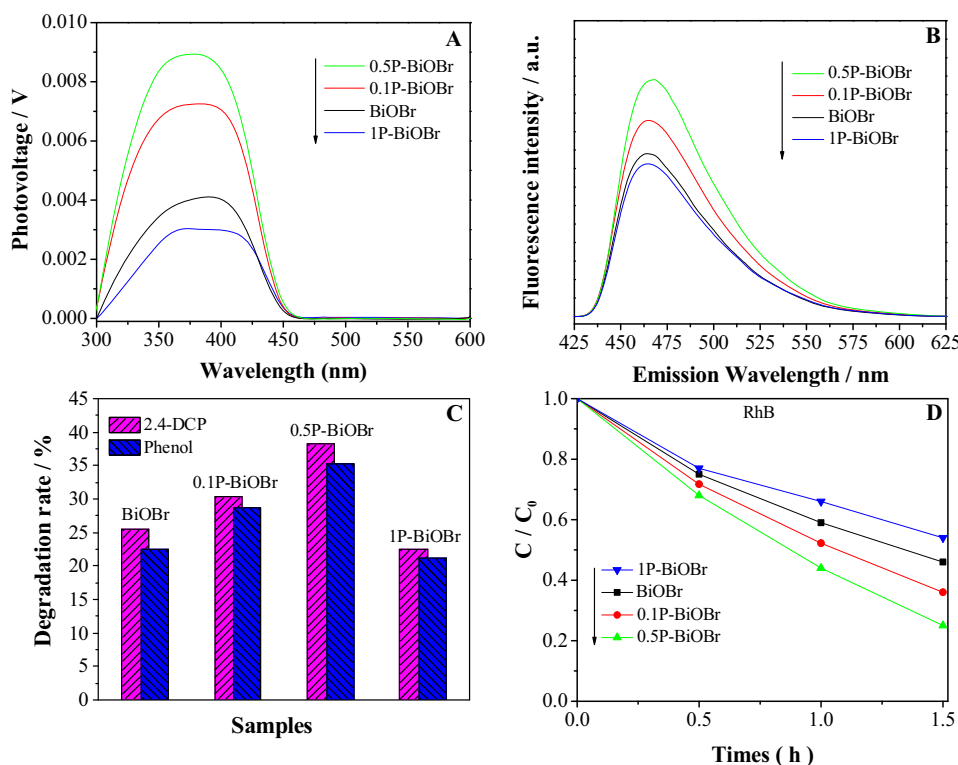 A
0.010
0.008
0.006
0.004
0.002
0.000
Photovoltage / V
0.5P-BiOBr
0.1P-BiOBr
BiOBr
1P-BiOBr
300 350 400 450 500 550 600
Wavelength (nm)
B
Fluorescence intensity / a.u.
0.5P-BiOBr
0.1P-BiOBr
BiOBr
1P-BiOBr
425 450 475 500 525 550 575 600 625
Emission Wavelength / nm
C
45
40
35
30
25
20
15
10
5
0
Degradation rate / %
2.4-DCP
Phenol
BiOBr
0.1P-BiOBr
0.5P-BiOBr
1P-BiOBr
Samples
D
RhB
1.0
0.8
0.6
0.4
0.2
0.0
C / C0
1P-BiOBr
BiOBr
0.1P-BiOBr
0.5P-BiOBr
0.0 0.5 1.0 1.5
Times ( h )